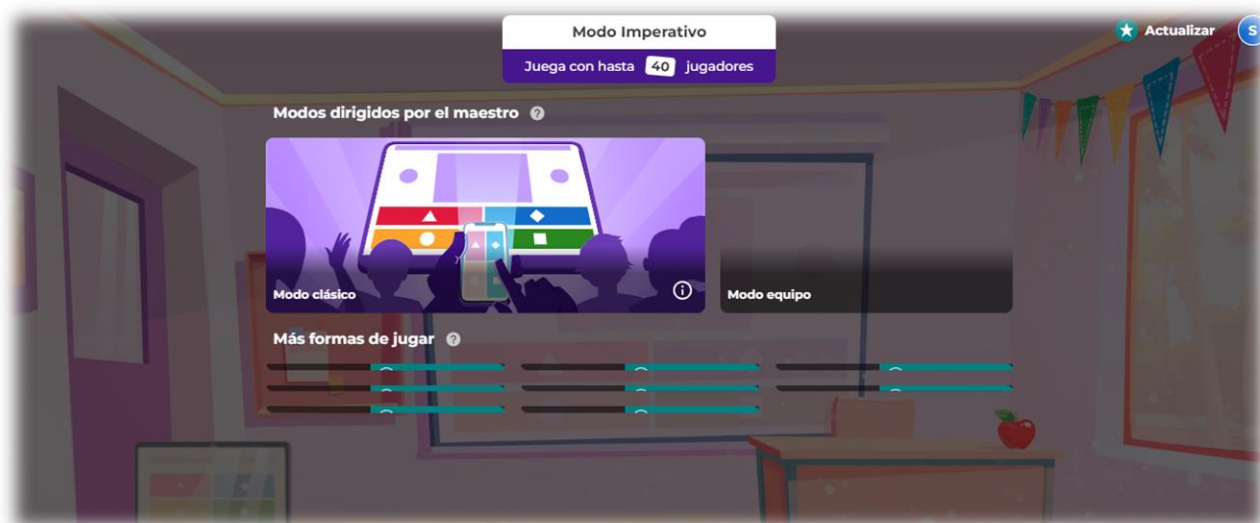 Modo Imperativo
Actualizar
S
Juega con hasta 40 jugadores
Modos dirigidos por el maestro ?
Modo clásico
Modo equipo
Más formas de jugar ?